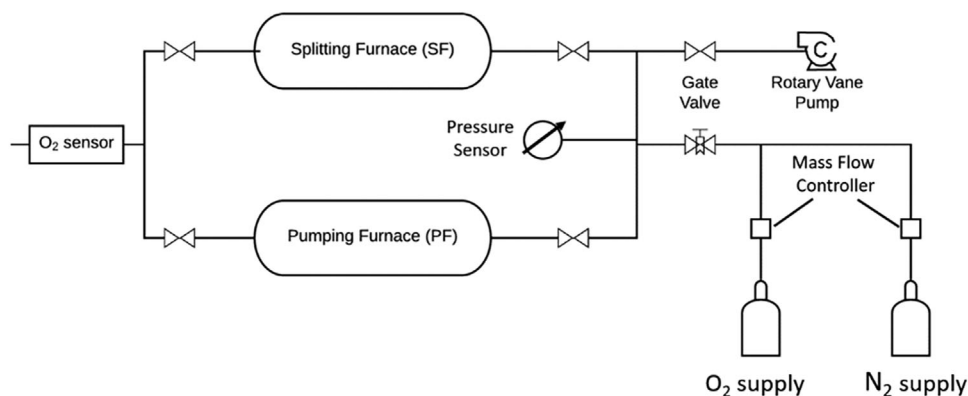 Splitting Furnace (SF)
Gate
Valve
C
Rotary Vane
Pump
O₂ sensor
Pressure
Sensor
Mass Flow
Controller
Pumping Furnace (PF)
O₂ supply
N₂ supply